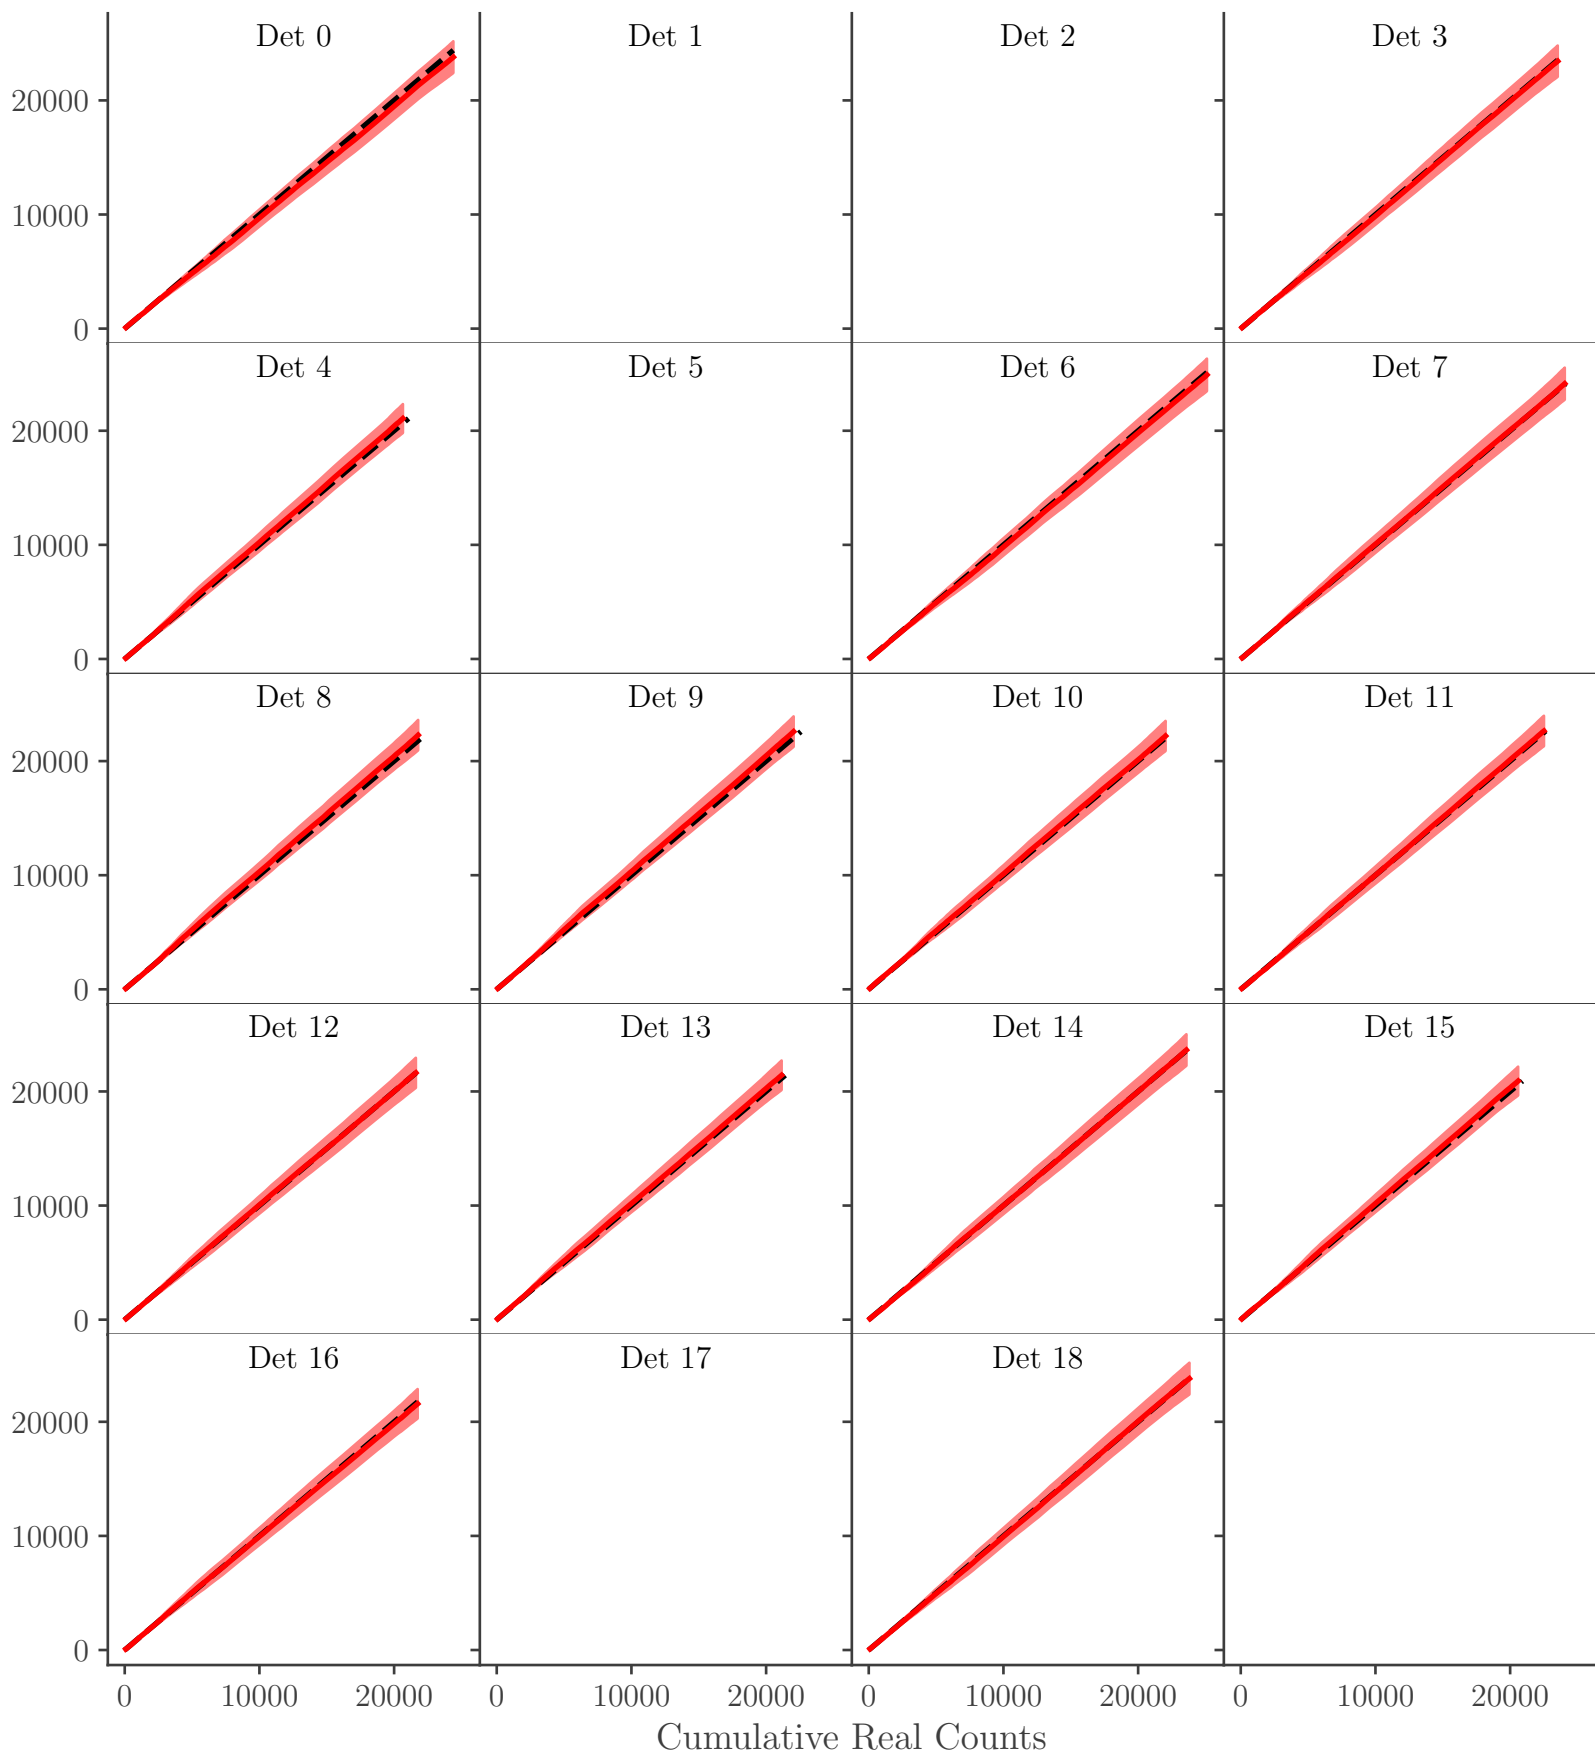 Det 0 Det 1 Det 2 Det 3
20000
10000
0
Det 4 Det 5 Det 6 Det 7
20000
10000
0
Det 8 Det 9 Det 10 Det 11
20000
10000
0
Det 12 Det 13 Det 14 Det 15
20000
10000
0
Det 16 Det 17 Det 18
20000
10000
0
0 10000 20000 0 10000 20000 0 10000 20000 0 10000 20000
Cumulative Real Counts